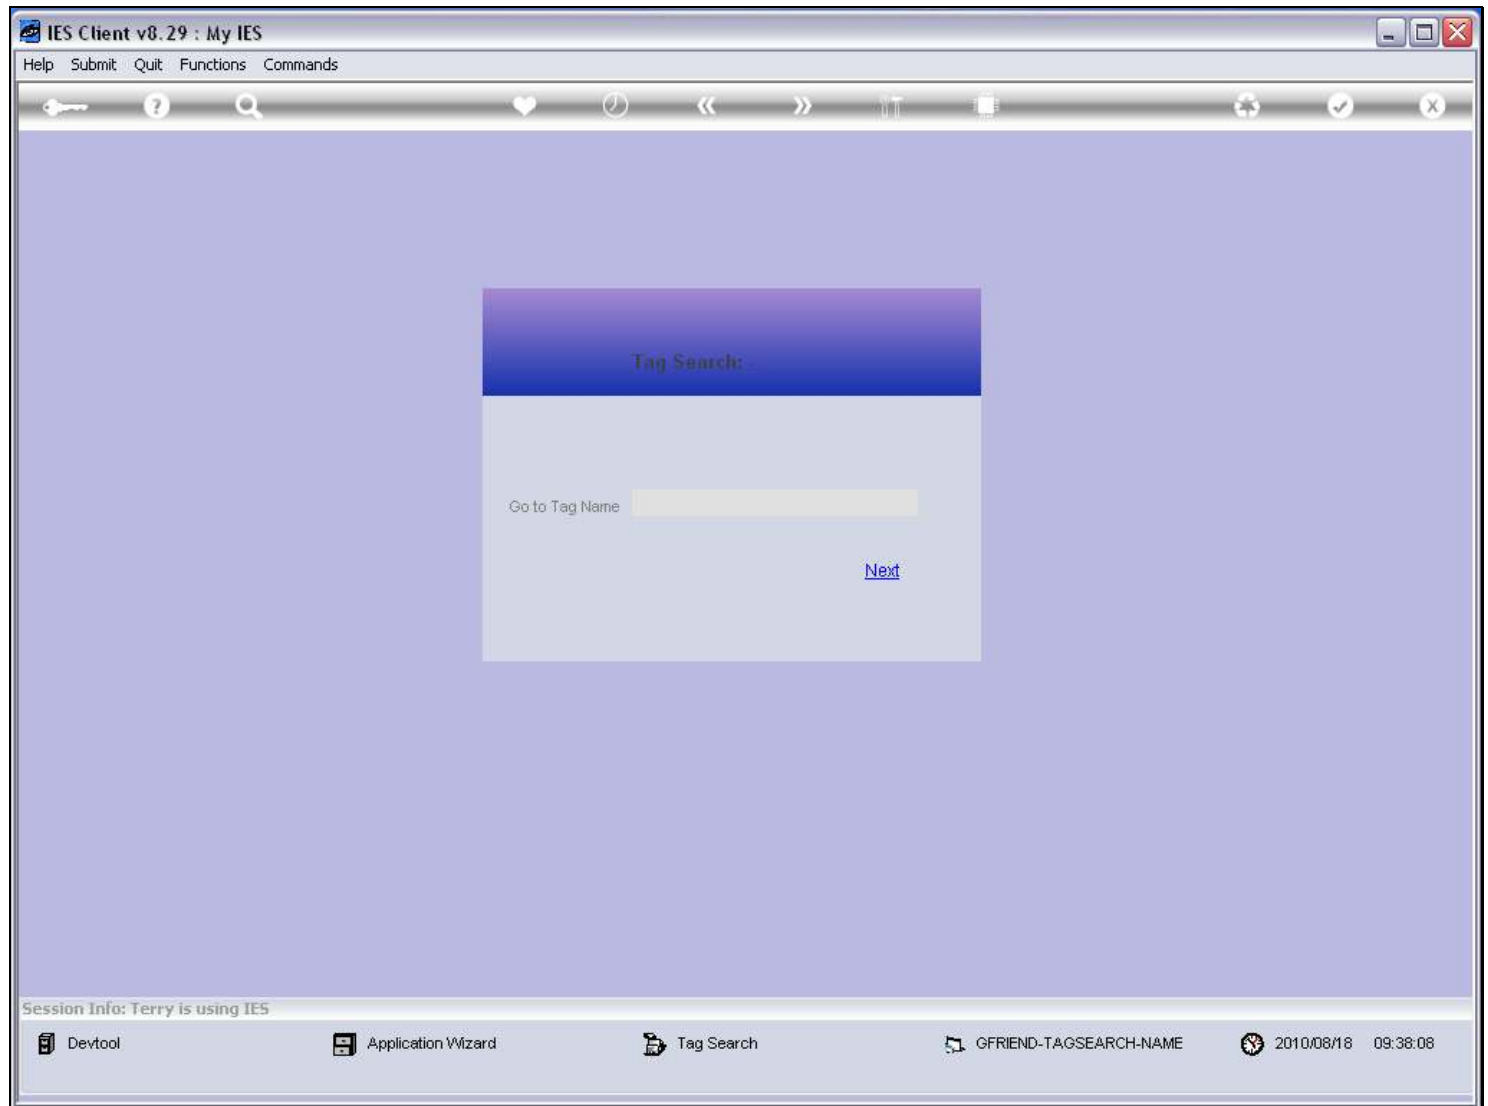 IES Client v8.29 : My IES
Help Submit Quit Functions Commands
Tag Search:
Go to Tag Name
Next
Session Info: Terry is using IES
Devtool Application Wizard Tag Search GFRIEND-TAGSEARCH-NAME 2010/08/18 09:38:08